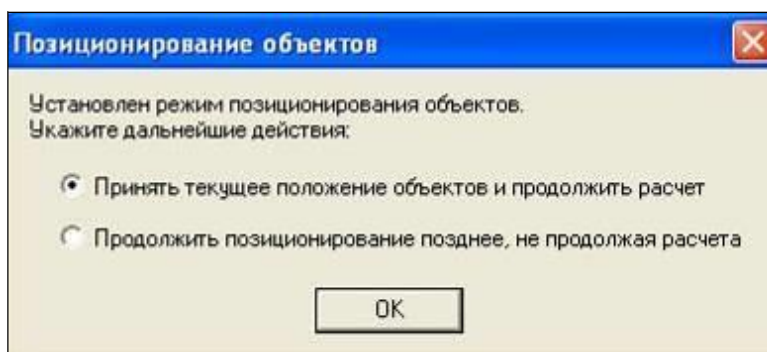 Позиционирование объектов
Установлен режим позиционирования объектов.
Укажите дальнейшие действия:
Принять текущее положение объектов и продолжить расчет
Продолжить позиционирование позднее, не продолжая расчета
OK